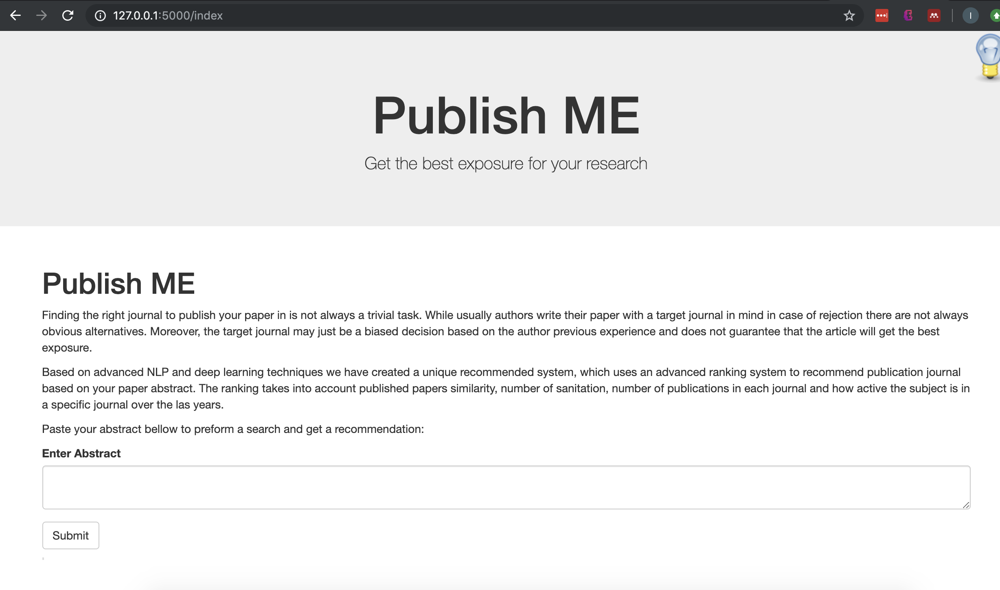 127.0.0.1:5000/index
I
Publish ME
Get the best exposure for your research
Publish ME
Finding the right journal to publish your paper in is not always a trivial task. While usually authors write their paper with a target journal in mind in case of rejection there are not always
obvious alternatives. Moreover, the target journal may just be a biased decision based on the author previous experience and does not guarantee that the article will get the best
exposure.
Based on advanced NLP and deep learning techniques we have created a unique recommended system, which uses an advanced ranking system to recommend publication journal
based on your paper abstract. The ranking takes into account published papers similarity, number of sanitation, number of publications in each journal and how active the subject is in
a specific journal over the las years.
Paste your abstract bellow to preform a search and get a recommendation:
Enter Abstract
Submit